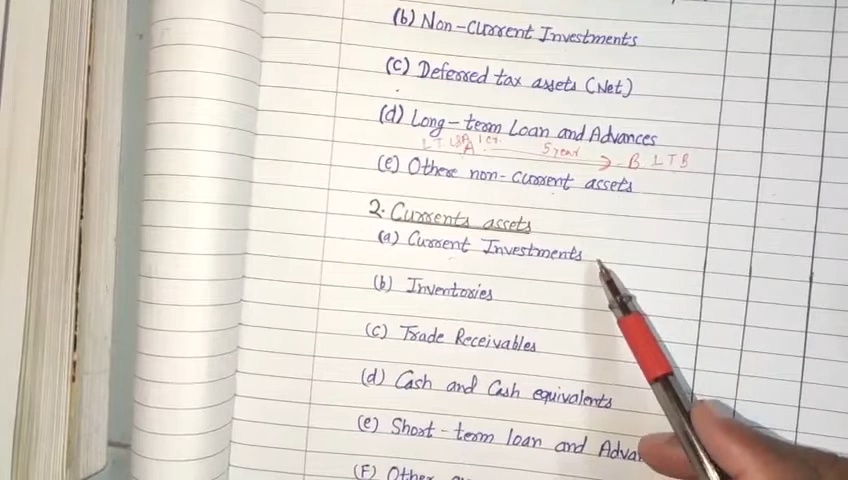 (b) Non-Current Investments
(c) Deferred tax assets (Net)
(d) Long-term Loan and Advances
5 year → B L T B
(e) Othere non-current assets
2. Currents assets
(a) Current Investments
(b) Inventories
(c) Trade Receivables
(d) Cash and Cash equivalents
(e) Short-term loan and Adva
(F) Other